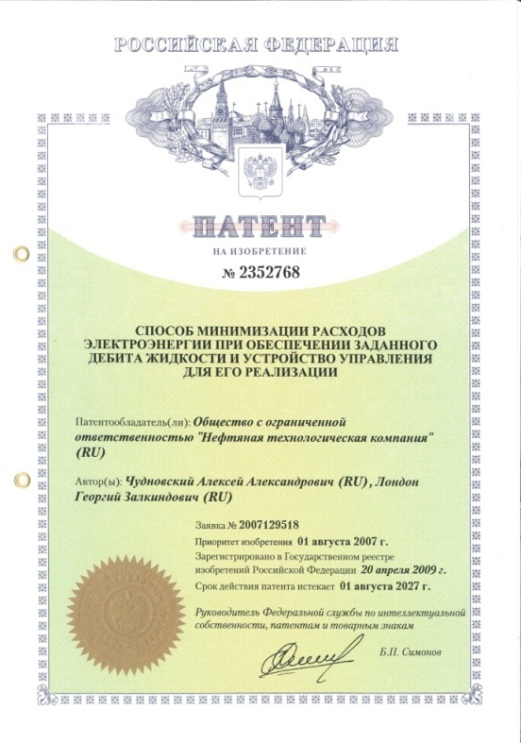 РОССИЙСКАЯ ФЕДЕРАЦИЯ
ПАТЕНТ
НА ИЗОБРЕТЕНИЕ
№ 2352768
СПОСОБ МИНИМИЗАЦИИ РАСХОДОВ
ЭЛЕКТРОЭНЕРГИИ ПРИ ОБЕСПЕЧЕНИИ ЗАДАННОГО
ДЕБИТА ЖИДКОСТИ И УСТРОЙСТВО УПРАВЛЕНИЯ
ДЛЯ ЕГО РЕАЛИЗАЦИИ
Патентообладатель(ли): Общество с ограниченной
ответственностью "Нефтяная технологическая компания"
(RU)
Автор(ы): Чудновский Алексей Александрович (RU), Лондон
Георгий Залкиндович (RU)
Заявка № 2007129518
Приоритет изобретения 01 августа 2007 г.
Зарегистрировано в Государственном реестре
изобретений Российской Федерации 20 апреля 2009 г.
Срок действия патента истекает 01 августа 2027 г.
Руководитель Федеральной службы по интеллектуальной
собственности, патентам и товарным знакам
Б.П. Симонов